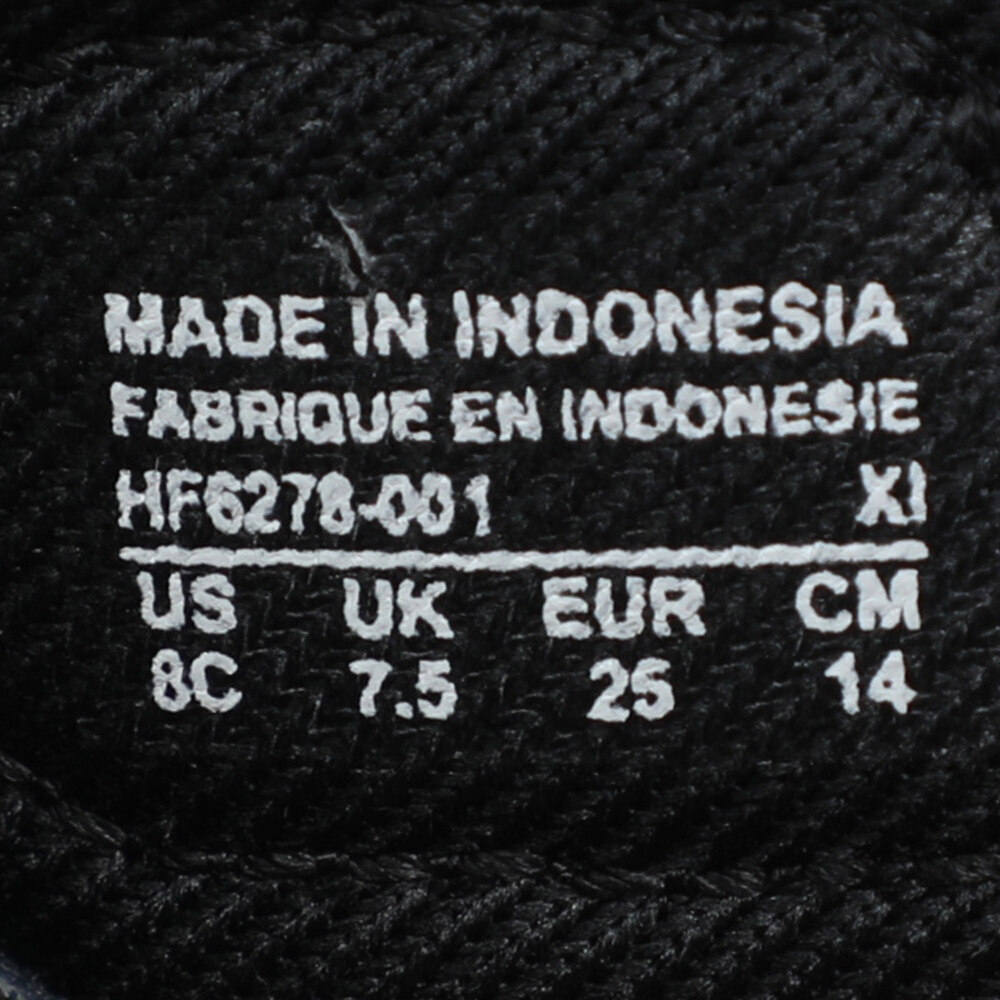 MADE IN INDONESIA
FABRIQUE EN INDONESIE
HF6278-001 XI
US UK EUR CM
8C 7.5 25 14